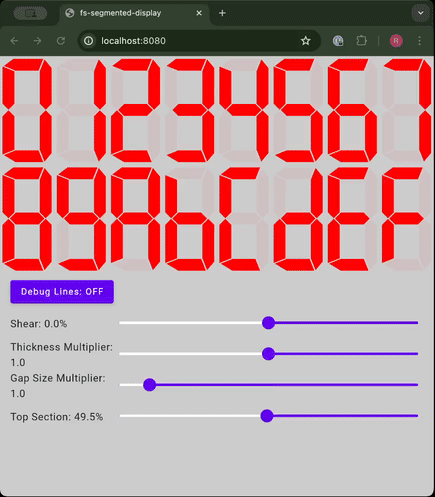 fs-segmented-display
localhost:8080
R
01234567
89AbCdEF
Debug Lines: OFF
Shear: 0.0%
Thickness Multiplier:
1.0
Gap Size Multiplier:
1.0
Top Section: 49.5%